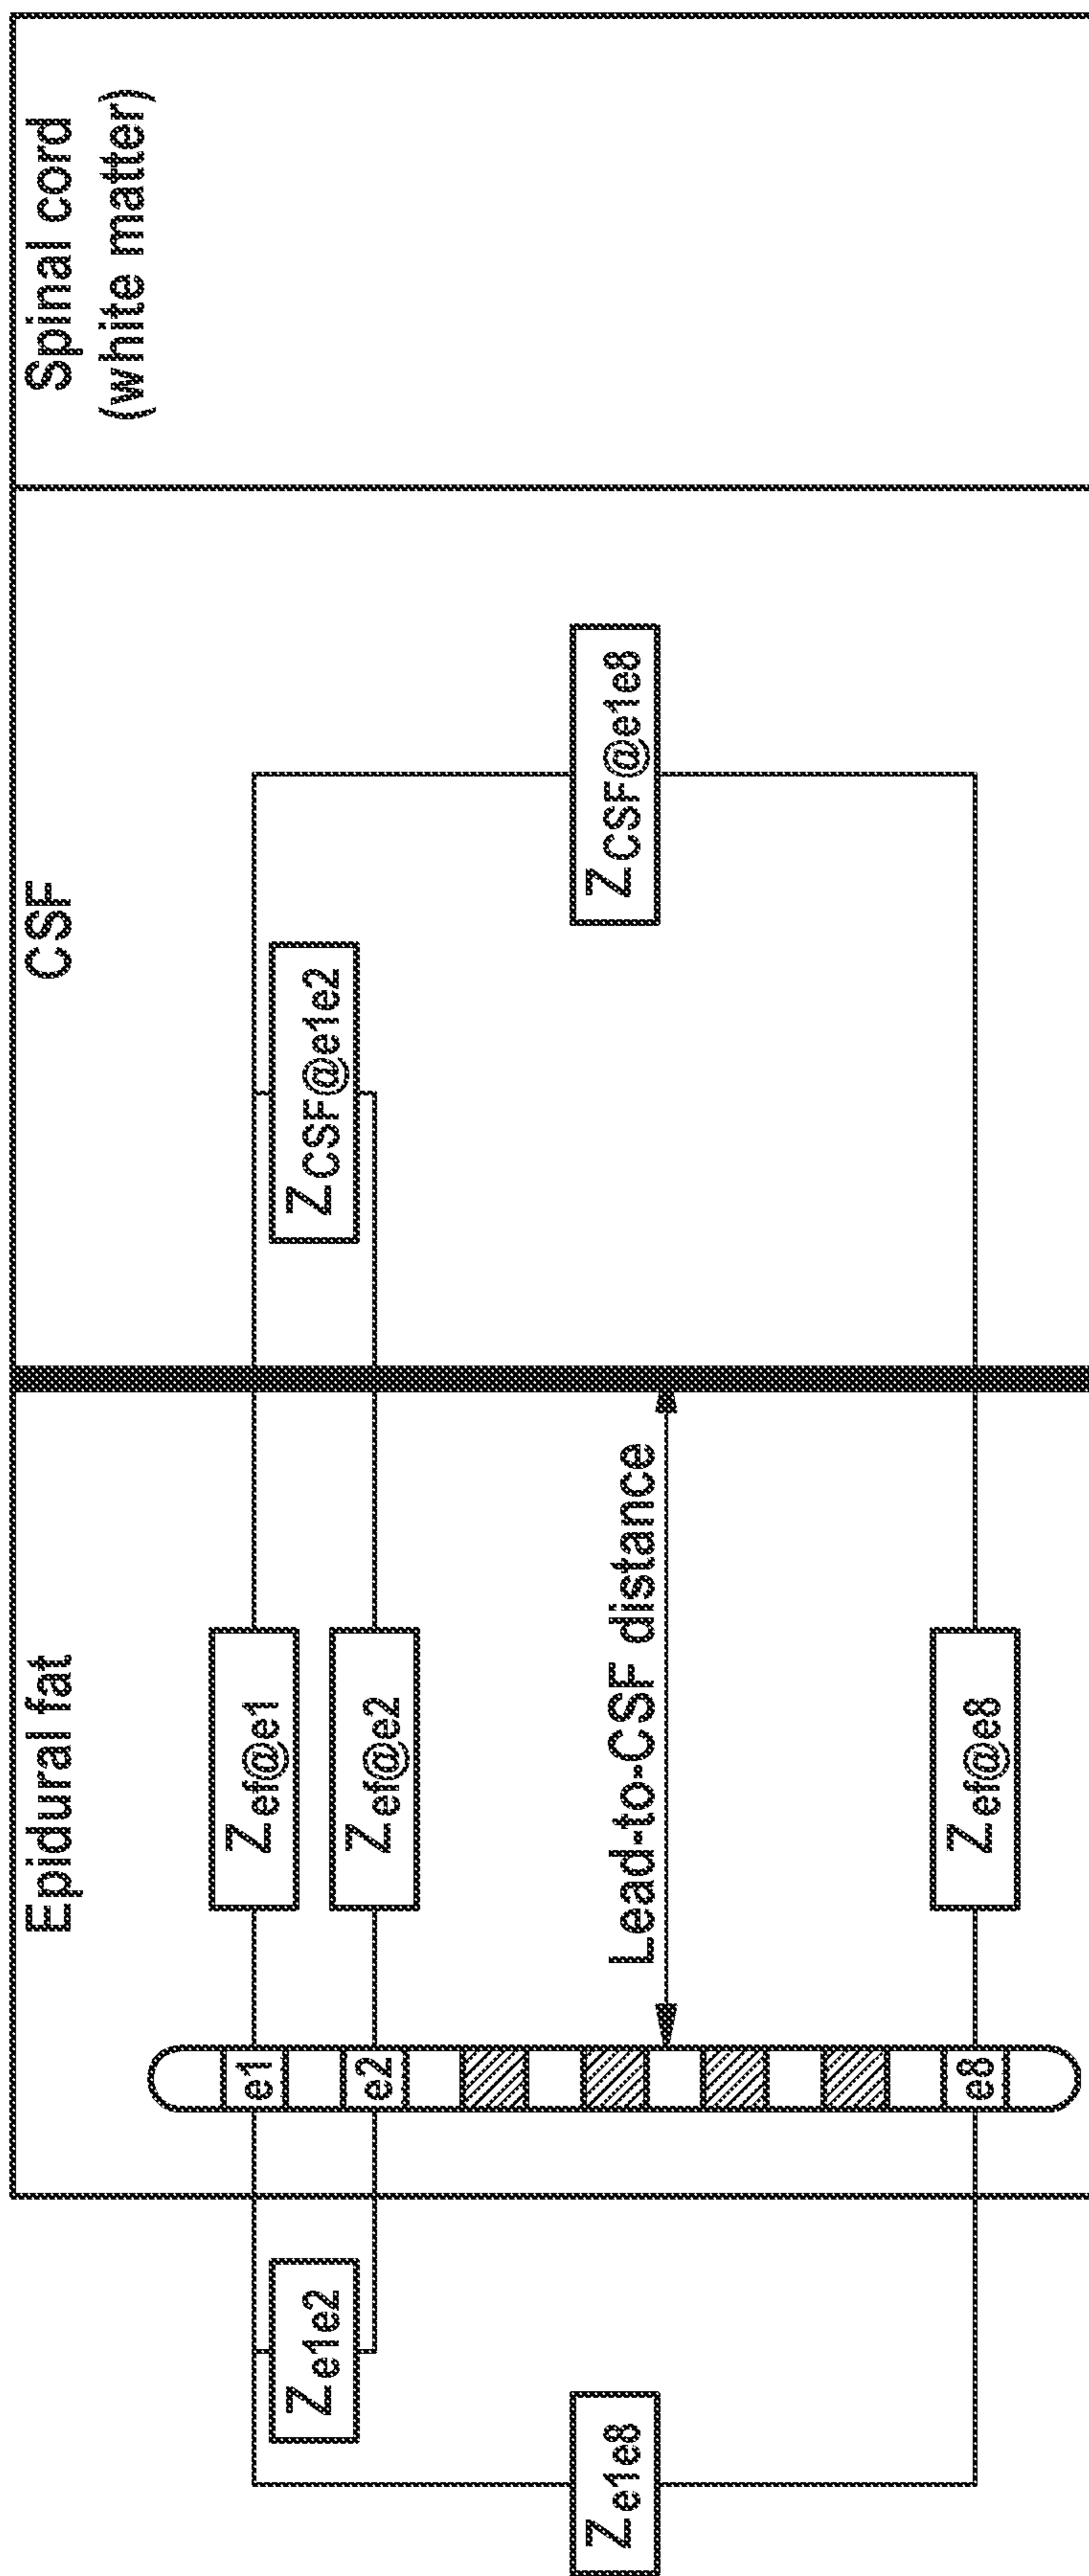 Epidural fat
CSF
Spinal cord
(white matter)
Z_e1e2
Z_e1e8
e1
e2
e8
Z_ef@e1
Z_ef@e2
Z_ef@e8
Lead-to-CSF distance
Z_CSF@e1e2
Z_CSF@e1e8